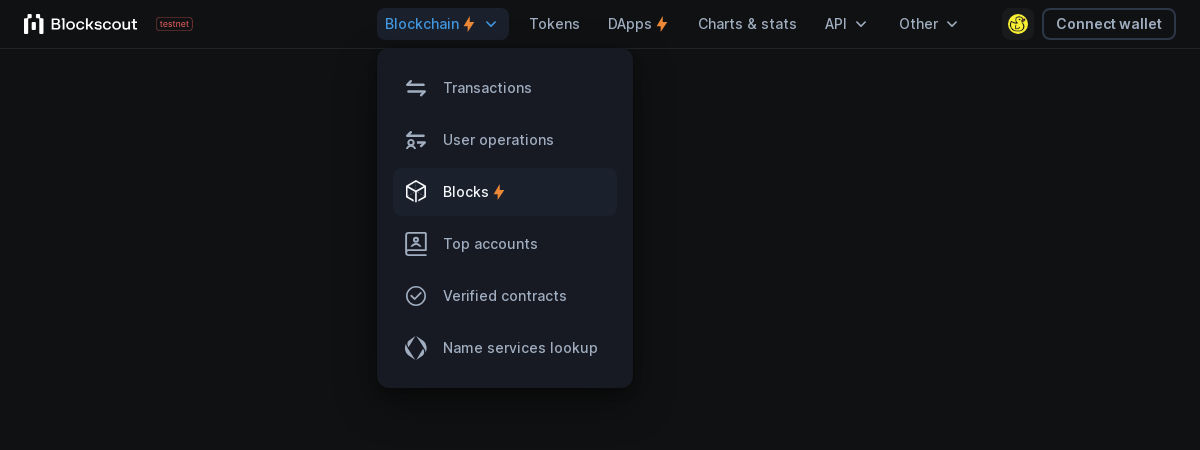 Blockscout testnet Blockchain Tokens DApps Charts & stats API Other Connect wallet
Transactions
User operations
Blocks
Top accounts
Verified contracts
Name services lookup